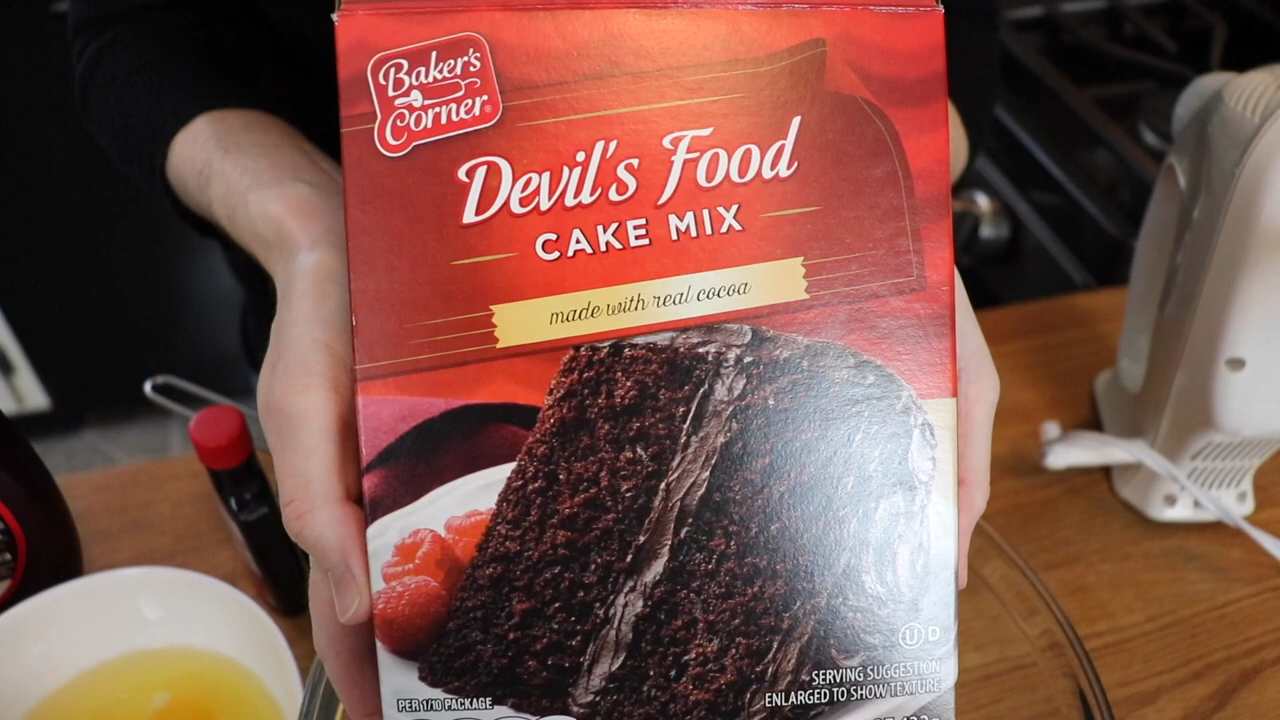 Baker's
Corner®
Devil's Food
CAKE MIX
made with real cocoa
U D
SERVING SUGGESTION
ENLARGED TO SHOW TEXTURE
PER 1/10 PACKAGE